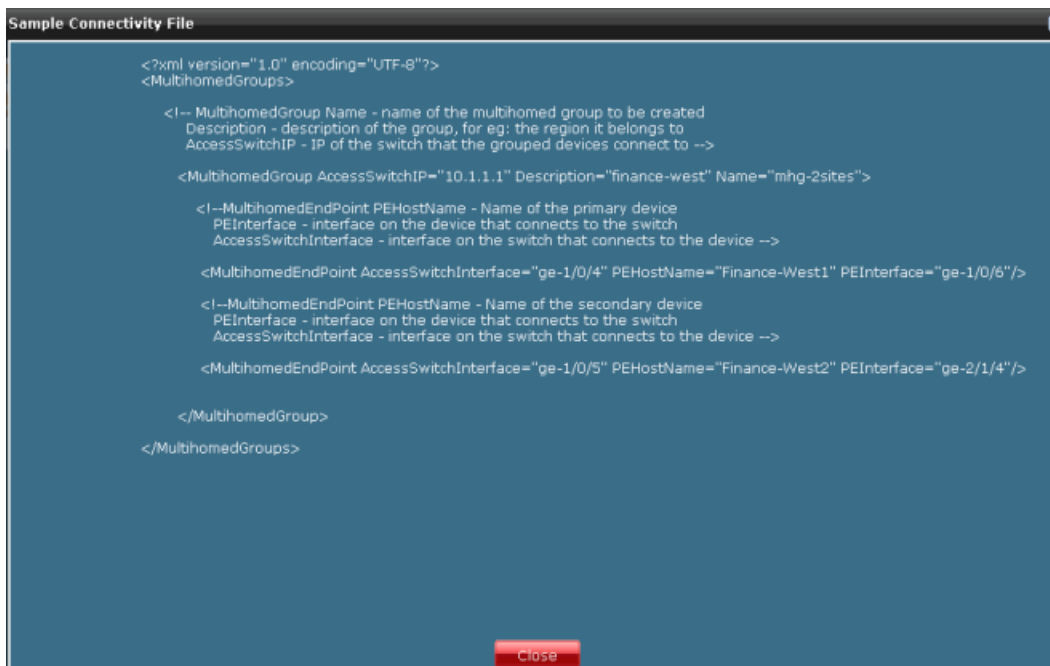 Sample Connectivity File
<?xml version="1.0" encoding="UTF-8"?>
<MultihomedGroups>
<!-- MultihomedGroup Name - name of the multihomed group to be created
Description - description of the group, for eg: the region it belongs to
AccessSwitchIP - IP of the switch that the grouped devices connect to -->
<MultihomedGroup AccessSwitchIP="10.1.1.1" Description="finance-west" Name="mhg-2sites">
<!--MultihomedEndPoint PEHostName - Name of the primary device
PEInterface - interface on the device that connects to the switch
AccessSwitchInterface - interface on the switch that connects to the device -->
<MultihomedEndPoint AccessSwitchInterface="ge-1/0/4" PEHostName="Finance-West1" PEInterface="ge-1/0/6"/>
<!--MultihomedEndPoint PEHostName - Name of the secondary device
PEInterface - interface on the device that connects to the switch
AccessSwitchInterface - interface on the switch that connects to the device -->
<MultihomedEndPoint AccessSwitchInterface="ge-1/0/5" PEHostName="Finance-West2" PEInterface="ge-2/1/4"/>
</MultihomedGroup>
</MultihomedGroups>
Close